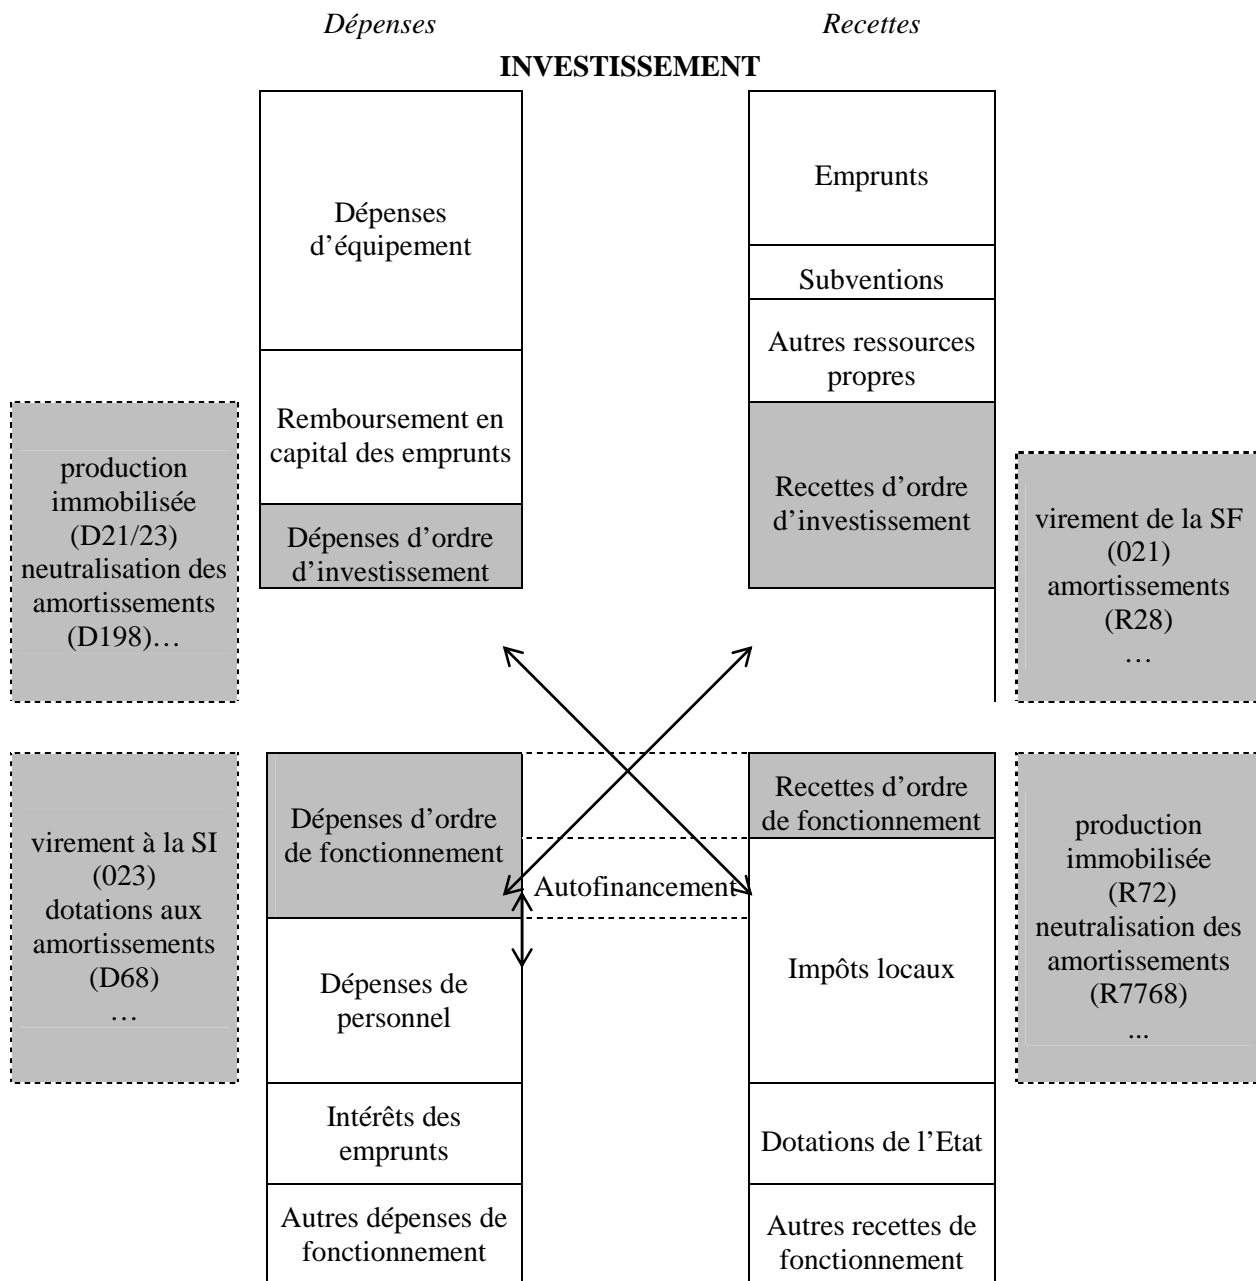 Dépenses
Recettes
INVESTISSEMENT
Dépenses
d’équipement
Remboursement en
capital des emprunts
Dépenses d’ordre
d’investissement
Emprunts
Subventions
Autres ressources
propres
Recettes d’ordre
d’investissement
production
immobilisée
(D21/23)
neutralisation des
amortissements
(D198)…
virement de la SF
(021)
amortissements
(R28)
…
virement à la SI
(023)
dotations aux
amortissements
(D68)
…
Dépenses d’ordre
de fonctionnement
Dépenses de
personnel
Intérêts des
emprunts
Autres dépenses de
fonctionnement
Autofinancement
Recettes d’ordre
de fonctionnement
Impôts locaux
Dotations de l’Etat
Autres recettes de
fonctionnement
production
immobilisée
(R72)
neutralisation des
amortissements
(R7768)
...